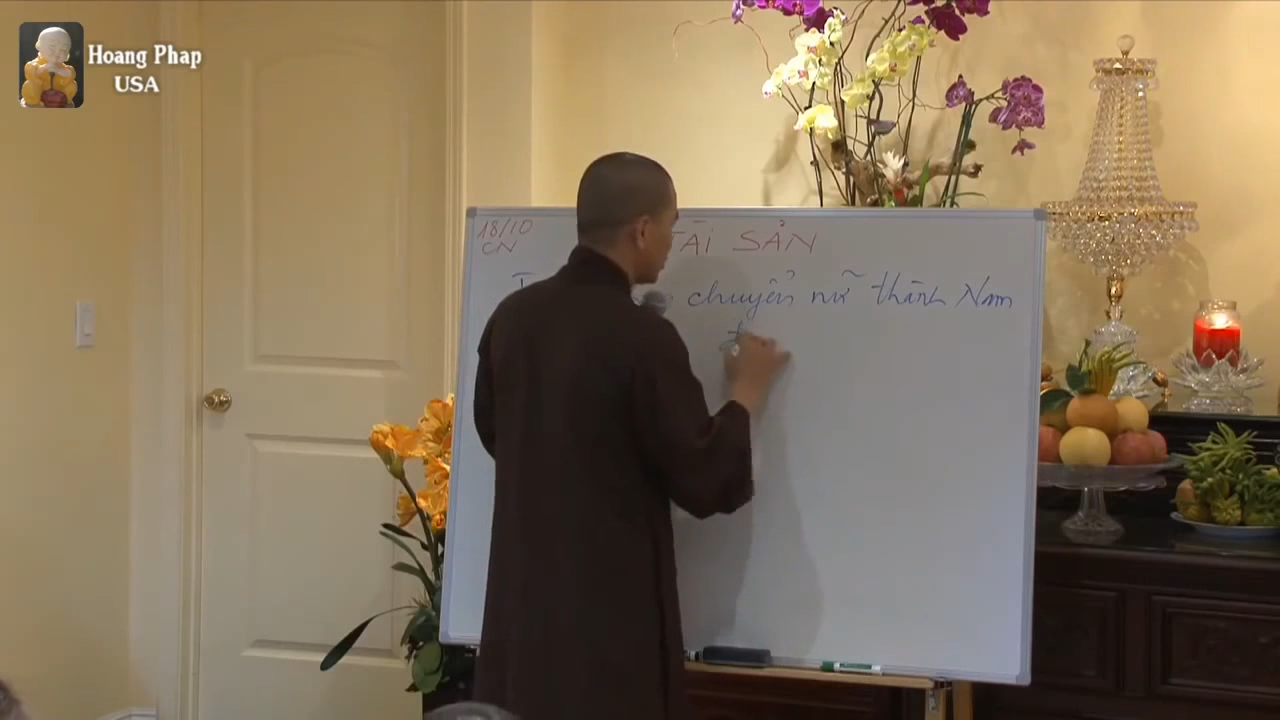 Hoang Phap
USA
18/10
CN
TÀI SẢN
chuyển nữ thành Nam